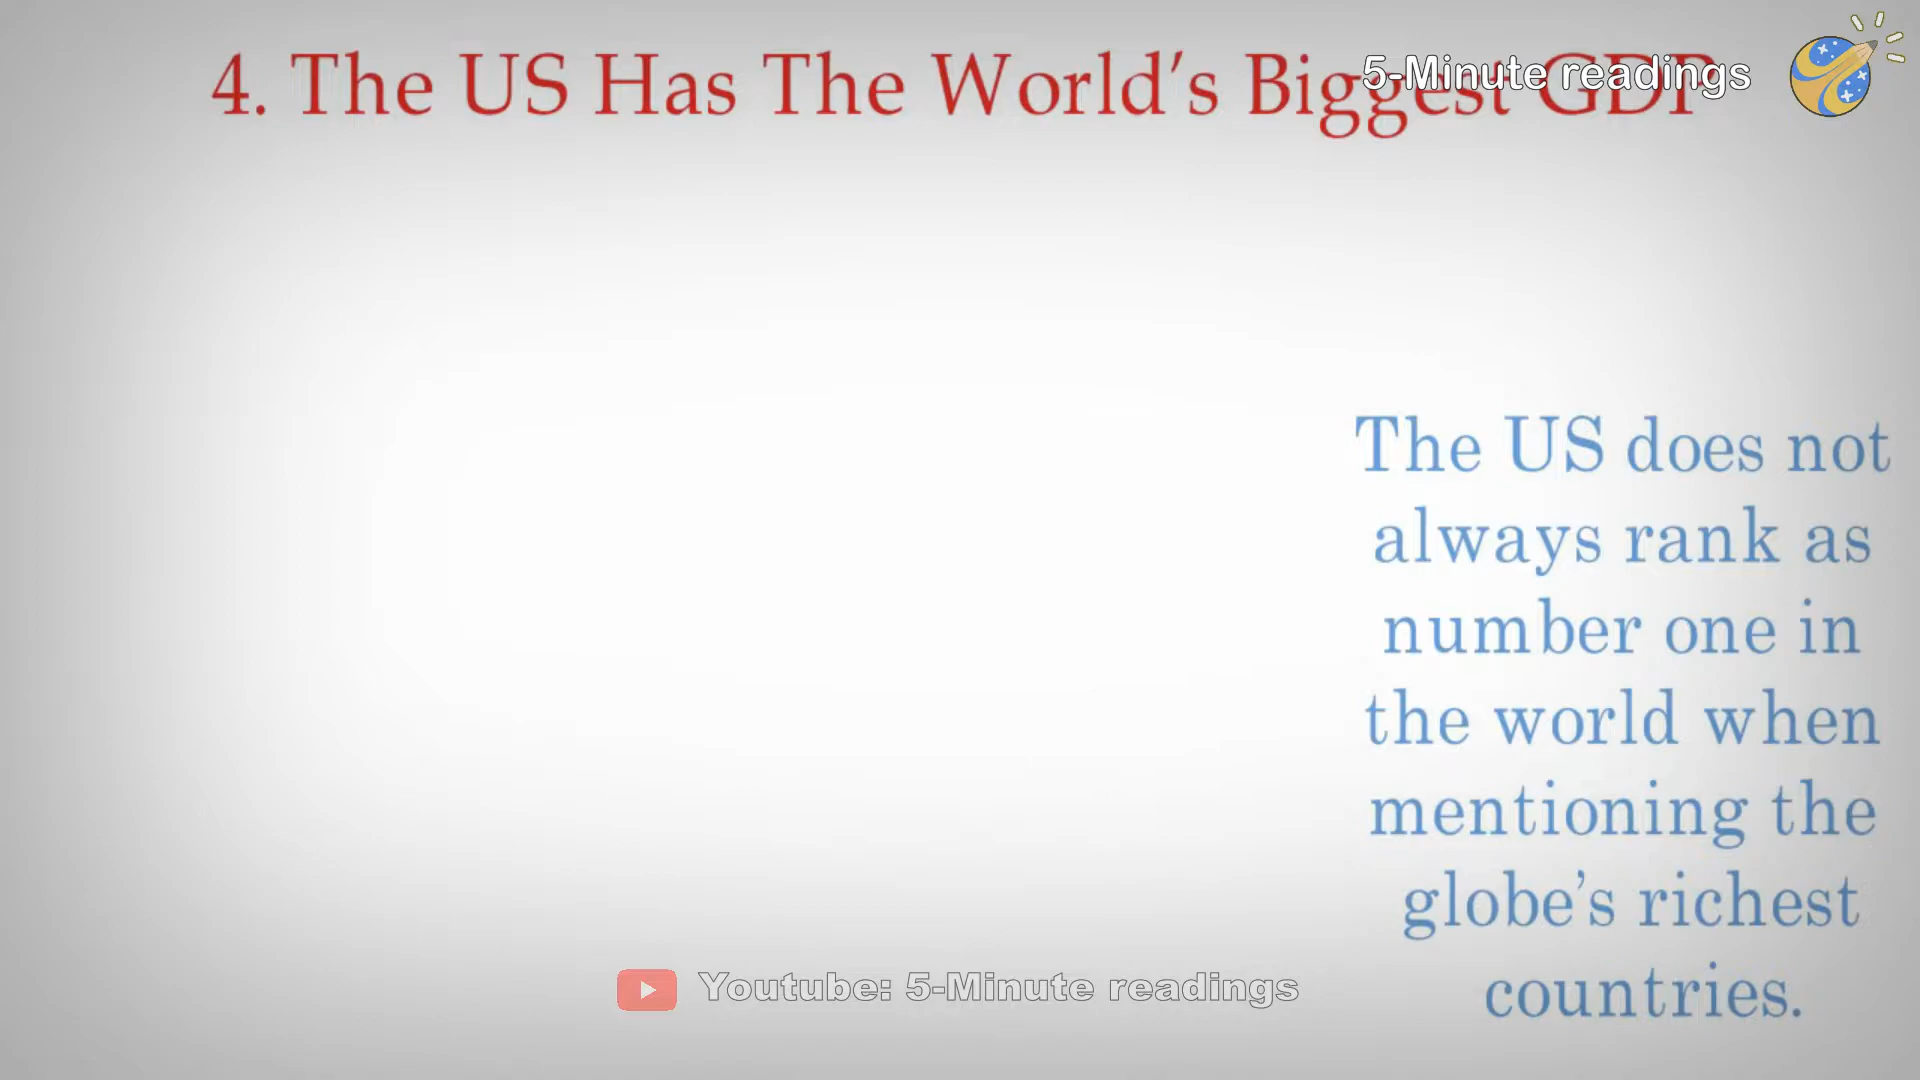 4. The US Has The World's Biggest GDP
5-Minute readings
The US does not
always rank as
number one in
the world when
mentioning the
globe's richest
countries.
Youtube: 5-Minute readings